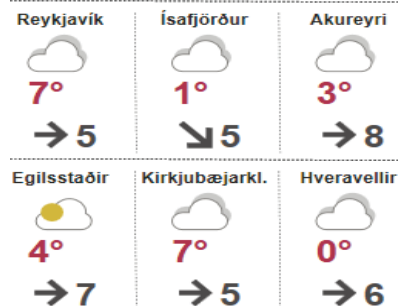 Reykjavík Ísafjörður Akureyri
7° 1° 3°
5 5 8
Egilsstaðir Kirkjubæjarkl. Hveravellir
4° 7° 0°
7 5 6